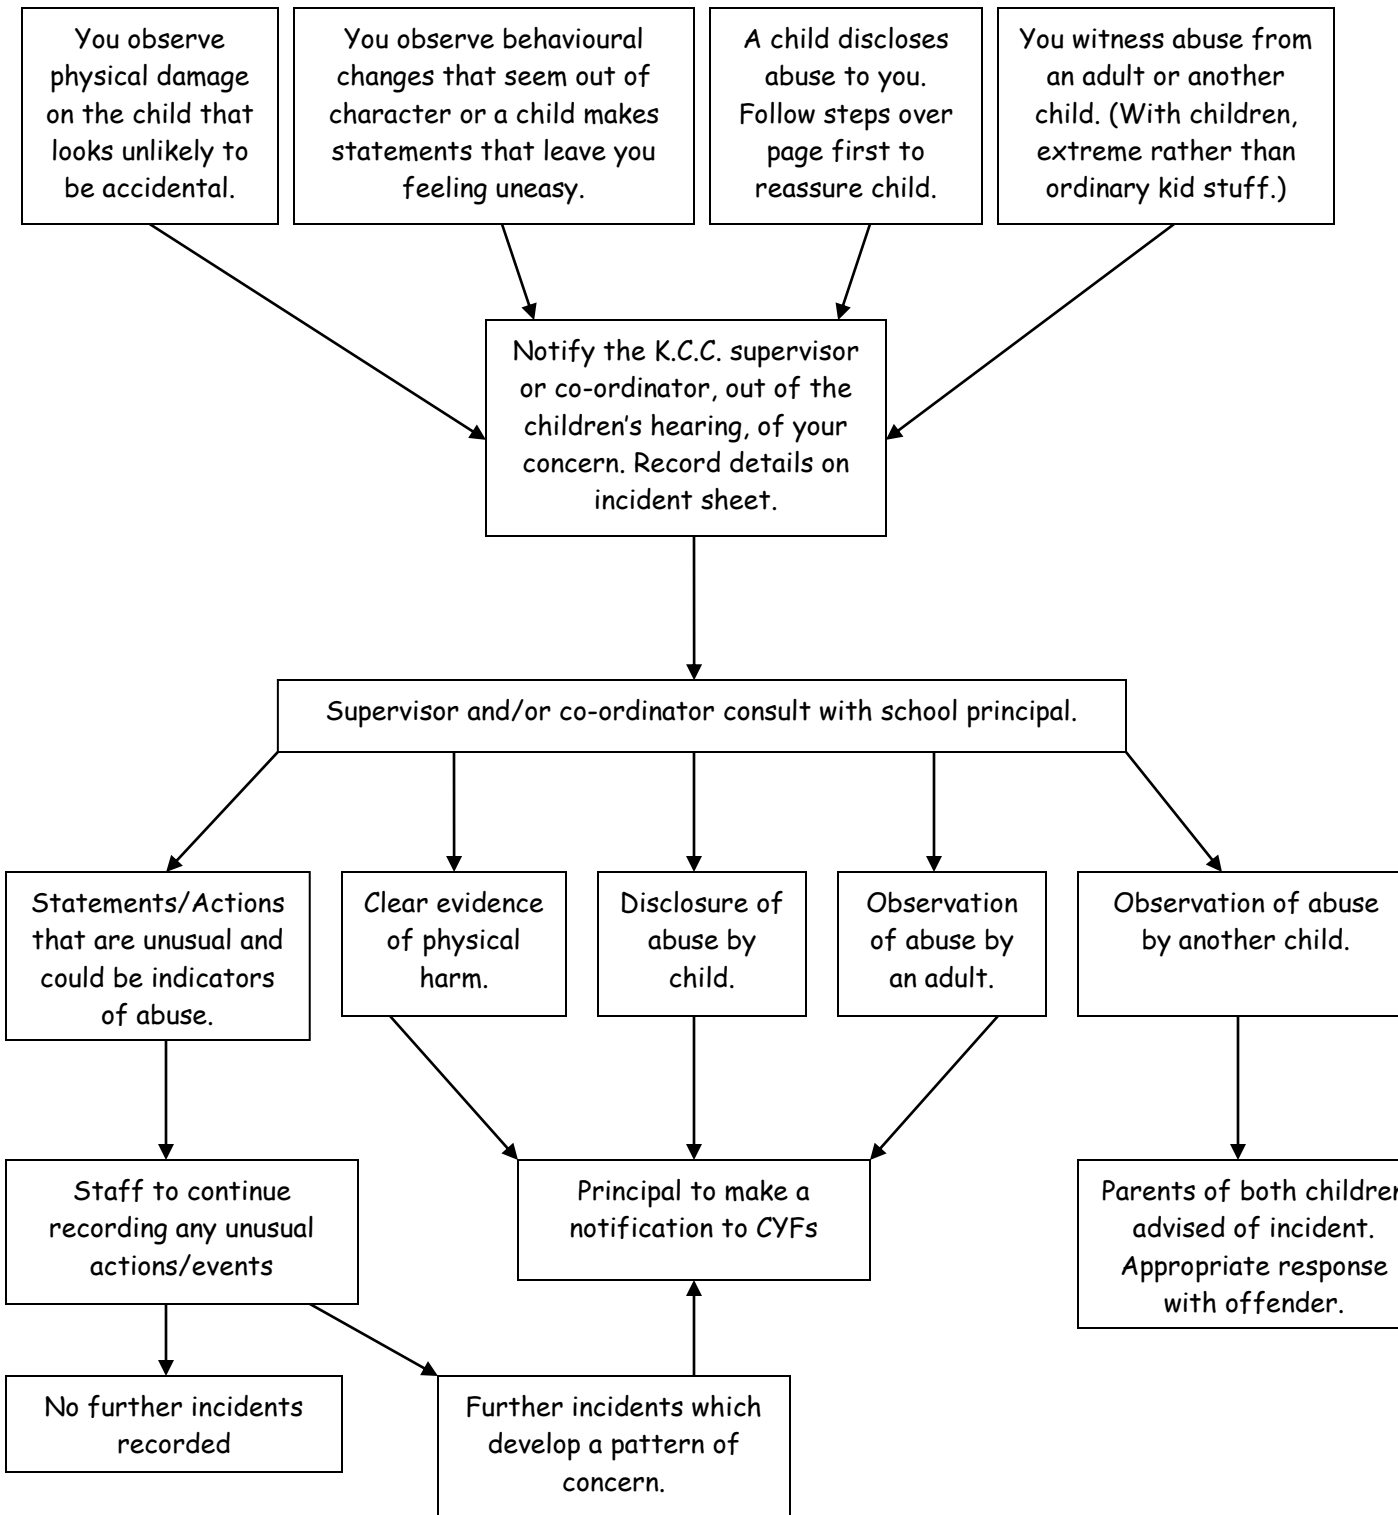 You observe
physical damage
on the child that
looks unlikely to
be accidental.
You observe behavioural
changes that seem out of
character or a child makes
statements that leave you
feeling uneasy.
A child discloses
abuse to you.
Follow steps over
page first to
reassure child.
You witness abuse from
an adult or another
child. (With children,
extreme rather than
ordinary kid stuff.)
Notify the K.C.C. supervisor
or co-ordinator, out of the
children's hearing, of your
concern. Record details on
incident sheet.
Supervisor and/or co-ordinator consult with school principal.
Statements/Actions
that are unusual and
could be indicators
of abuse.
Clear evidence
of physical
harm.
Disclosure of
abuse by
child.
Observation
of abuse by
an adult.
Observation of abuse
by another child.
Staff to continue
recording any unusual
actions/events
Principal to make a
notification to CYFs
Parents of both children
advised of incident.
Appropriate response
with offender.
No further incidents
recorded
Further incidents which
develop a pattern of
concern.